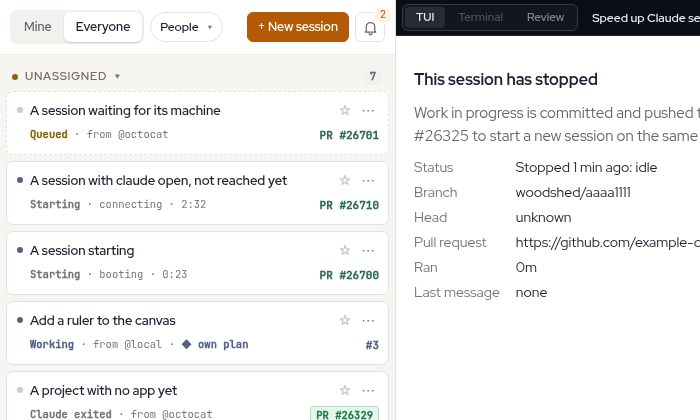 Mine Everyone People + New session 2
UNASSIGNED 7
A session waiting for its machine
Queued · from @octocat PR #26701
A session with claude open, not reached yet
Starting · connecting · 2:32 PR #26710
A session starting
Starting · booting · 0:23 PR #26700
Add a ruler to the canvas
Working · from @local · ◆ own plan #3
A project with no app yet
Claude exited · from @octocat PR #26329
TUI Terminal Review Speed up Claude se
This session has stopped
Work in progress is committed and pushed t
#26325 to start a new session on the same
Status Stopped 1 min ago: idle
Branch woodshed/aaaa1111
Head unknown
Pull request https://github.com/example-o
Ran 0m
Last message none